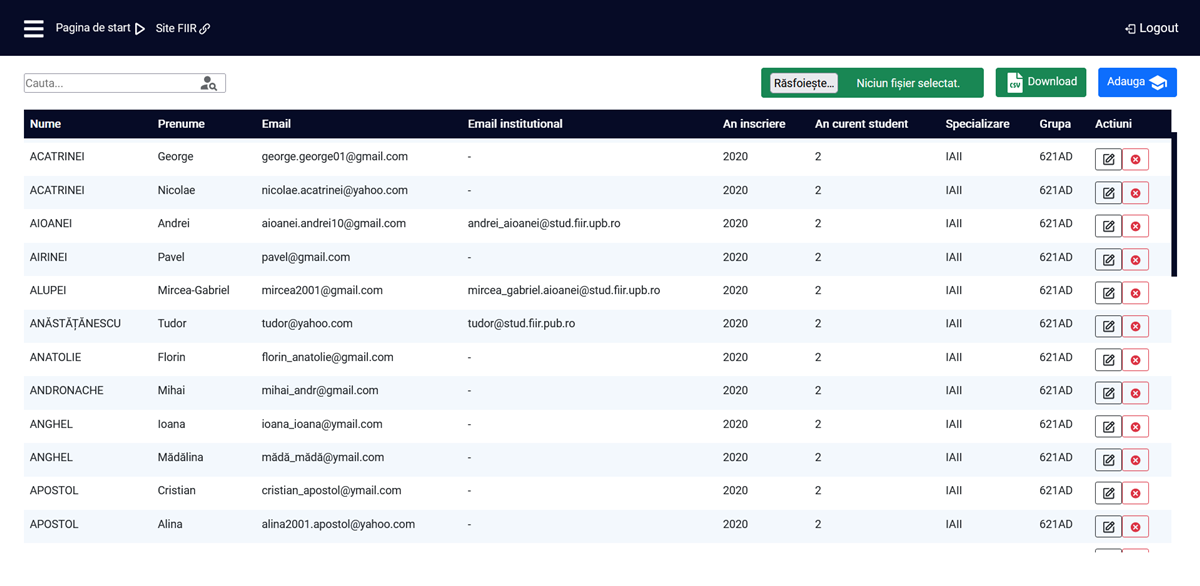 Pagina de start Site FIIR Logout
Cauta... Răsfoiește... Niciun fișier selectat. CSV Download Adauga
Nume Prenume Email Email institutional An inscriere An curent student Specializare Grupa Actiuni
ACATRINEI George george.george01@gmail.com - 2020 2 IAII 621AD
ACATRINEI Nicolae nicolae.acatrinei@yahoo.com - 2020 2 IAII 621AD
AIOANEI Andrei aioanei.andrei10@gmail.com andrei_aioanei@stud.fiir.upb.ro 2020 2 IAII 621AD
AIRINEI Pavel pavel@gmail.com - 2020 2 IAII 621AD
ALUPEI Mircea-Gabriel mircea2001@gmail.com mircea_gabriel.aioanei@stud.fiir.upb.ro 2020 2 IAII 621AD
ANĂSTĂȚĂNESCU Tudor tudor@yahoo.com tudor@stud.fiir.pub.ro 2020 2 IAII 621AD
ANATOLIE Florin florin_anatolie@gmail.com - 2020 2 IAII 621AD
ANDRONACHE Mihai mihai_andr@gmail.com - 2020 2 IAII 621AD
ANGHEL Ioana ioana_ioana@ymail.com - 2020 2 IAII 621AD
ANGHEL Mădălina mădă_mădă@ymail.com - 2020 2 IAII 621AD
APOSTOL Cristian cristian_apostol@ymail.com - 2020 2 IAII 621AD
APOSTOL Alina alina2001.apostol@yahoo.com - 2020 2 IAII 621AD